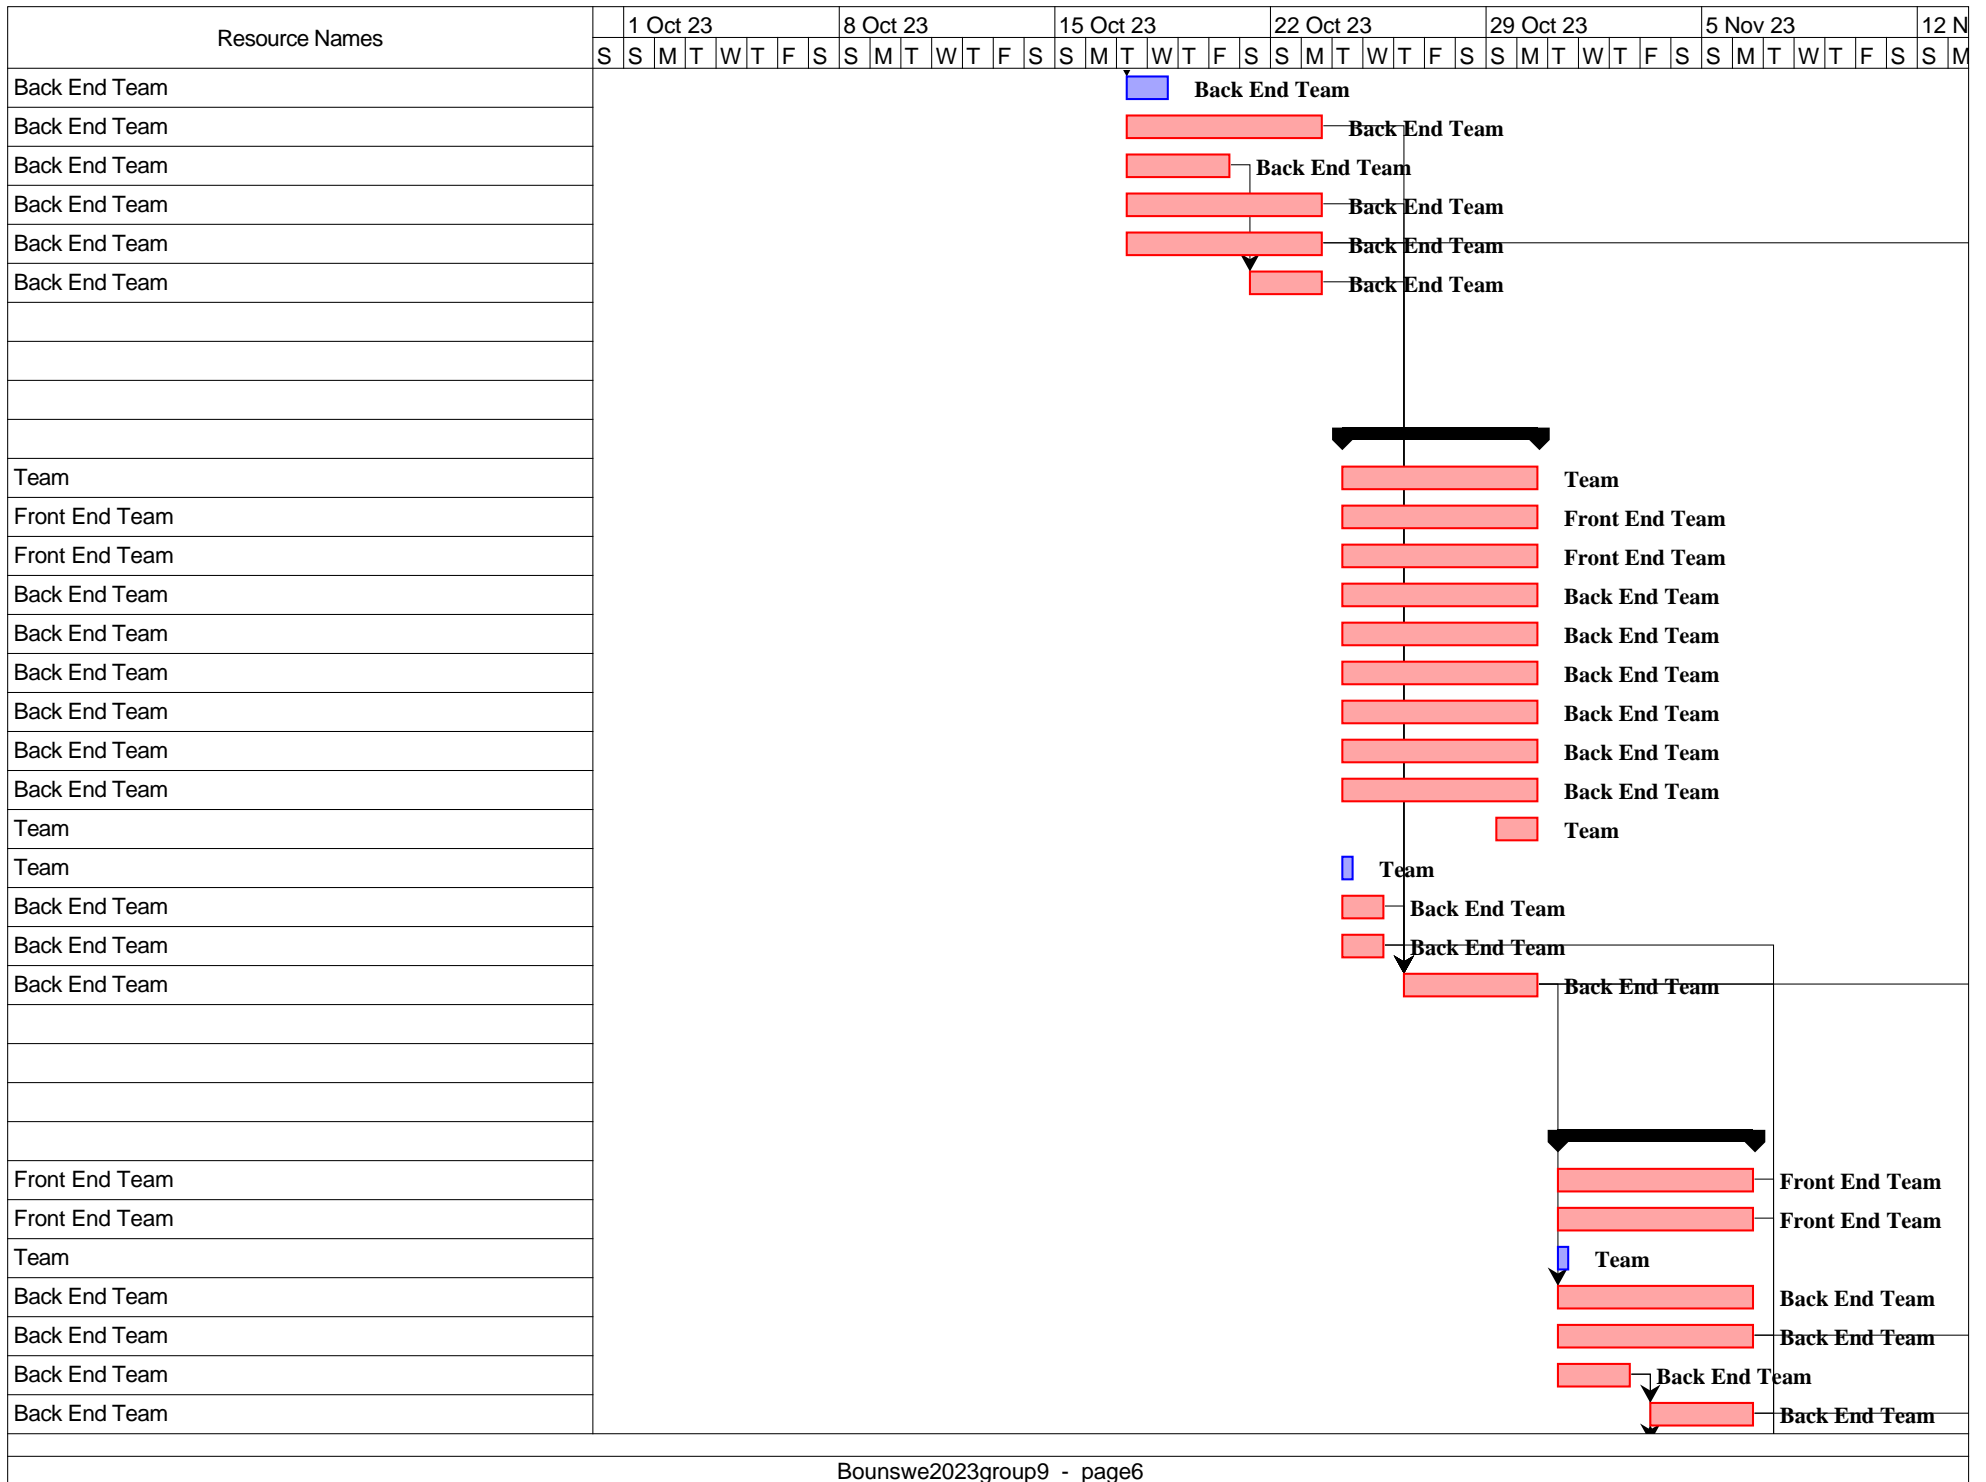 Resource Names
1 Oct 23 8 Oct 23 15 Oct 23 22 Oct 23 29 Oct 23 5 Nov 23 12 N
S S M T W T F S S M T W T F S S M T W T F S S M T W T F S S M T W T F S S M T W T F S S M
Back End Team Back End Team
Back End Team Back End Team
Back End Team Back End Team
Back End Team Back End Team
Back End Team Back End Team
Back End Team Back End Team
Team Team
Front End Team Front End Team
Front End Team Front End Team
Back End Team Back End Team
Back End Team Back End Team
Back End Team Back End Team
Back End Team Back End Team
Back End Team Back End Team
Back End Team Back End Team
Team Team
Team Team
Back End Team Back End Team
Back End Team Back End Team
Back End Team Back End Team
Front End Team Front End Team
Front End Team Front End Team
Team Team
Back End Team Back End Team
Back End Team Back End Team
Back End Team Back End Team
Back End Team Back End Team
Bounswe2023group9 - page6